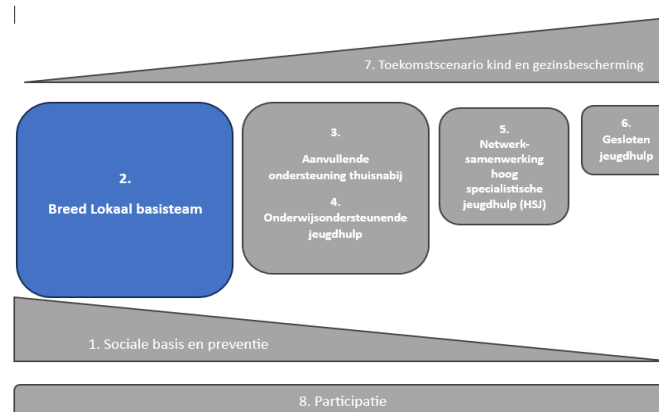 7. Toekomstscenario kind en gezinsbescherming
2.
Breed Lokaal basisteam
3.
Aanvullende
ondersteuning thuisnabij
4.
Onderwijsondersteunende
jeugdhulp
5.
Netwerk-
samenwerking
hoog
specialistische
jeugdhulp (HSJ)
6.
Gesloten
jeugdhulp
1. Sociale basis en preventie
8. Participatie